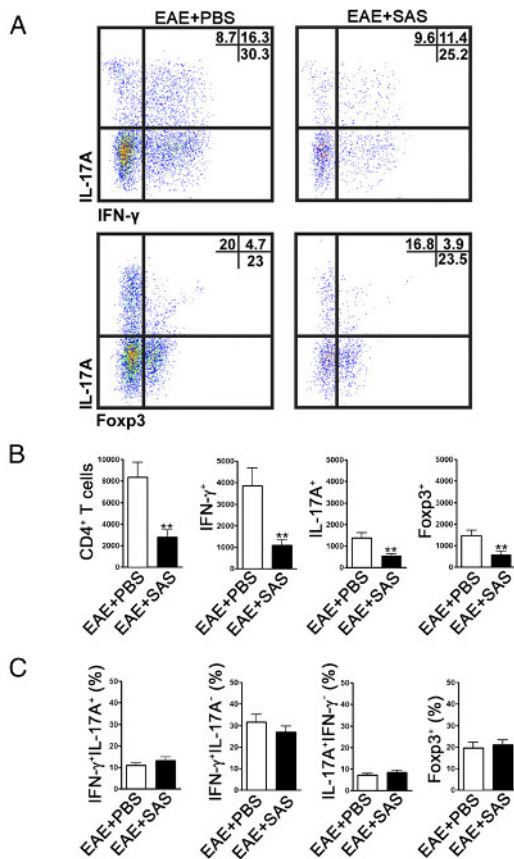 A
EAE+PBS
EAE+SAS
8.7 16.3
30.3
9.6 11.4
25.2
IL-17A
IFN-γ
20 4.7
23
16.8 3.9
23.5
IL-17A
Foxp3
B
CD4⁺ T cells
10000
8000
6000
4000
2000
0
**
EAE+PBS
EAE+SAS
IFN-γ⁺
5000
4000
3000
2000
1000
0
**
EAE+PBS
EAE+SAS
IL-17A⁺
5000
4000
3000
2000
1000
0
**
EAE+PBS
EAE+SAS
Foxp3⁺
5000
4000
3000
2000
1000
0
**
EAE+PBS
EAE+SAS
C
IFN-γ⁺IL-17A⁺ (%)
50
40
30
20
10
0
EAE+PBS
EAE+SAS
IFN-γ⁺IL-17A⁻ (%)
50
40
30
20
10
0
EAE+PBS
EAE+SAS
IL-17A⁺IFN-γ⁻ (%)
50
40
30
20
10
0
EAE+PBS
EAE+SAS
Foxp3⁺ (%)
50
40
30
20
10
0
EAE+PBS
EAE+SAS